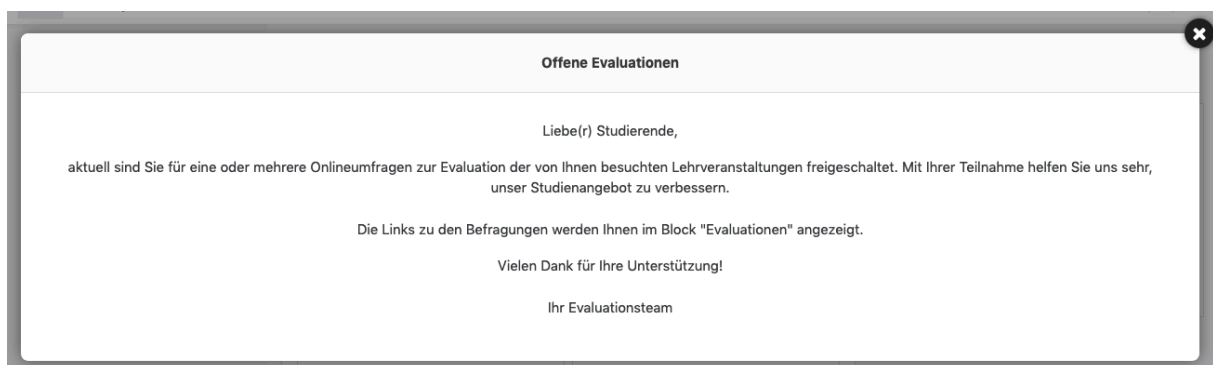 Offene Evaluationen
Liebe(r) Studierende,
aktuell sind Sie für eine oder mehrere Onlineumfragen zur Evaluation der von Ihnen besuchten Lehrveranstaltungen freigeschaltet. Mit Ihrer Teilnahme helfen Sie uns sehr,
unser Studienangebot zu verbessern.
Die Links zu den Befragungen werden Ihnen im Block "Evaluationen" angezeigt.
Vielen Dank für Ihre Unterstützung!
Ihr Evaluationsteam